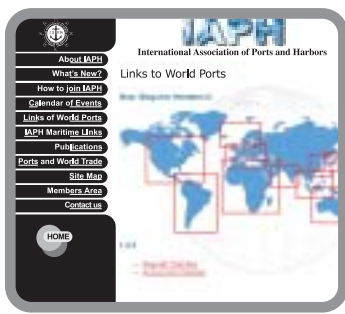 IAPH
International Association of Ports and Harbors
About IAPH
What's New?
How to join IAPH
Calendar of Events
Links of World Ports
IAPH Maritime Links
Publications
Ports and World Trade
Site Map
Members Area
Contact us
HOME
Links to World Ports